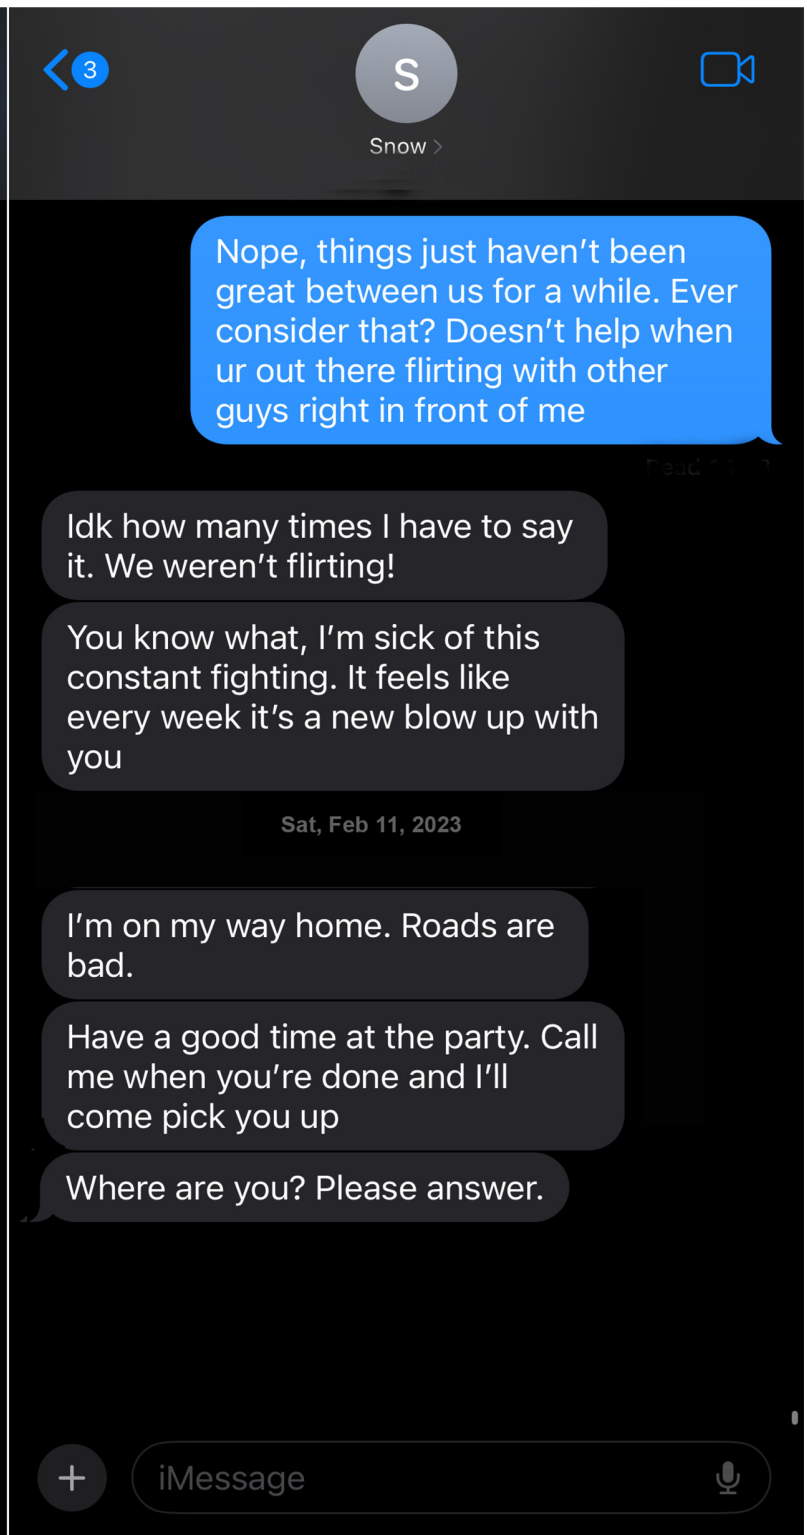 3
S
Snow
Nope, things just haven’t been
great between us for a while. Ever
consider that? Doesn’t help when
ur out there flirting with other
guys right in front of me
Read
Idk how many times I have to say
it. We weren’t flirting!
You know what, I’m sick of this
constant fighting. It feels like
every week it’s a new blow up with
you
Sat, Feb 11, 2023
I’m on my way home. Roads are
bad.
Have a good time at the party. Call
me when you’re done and I’ll
come pick you up
Where are you? Please answer.
iMessage